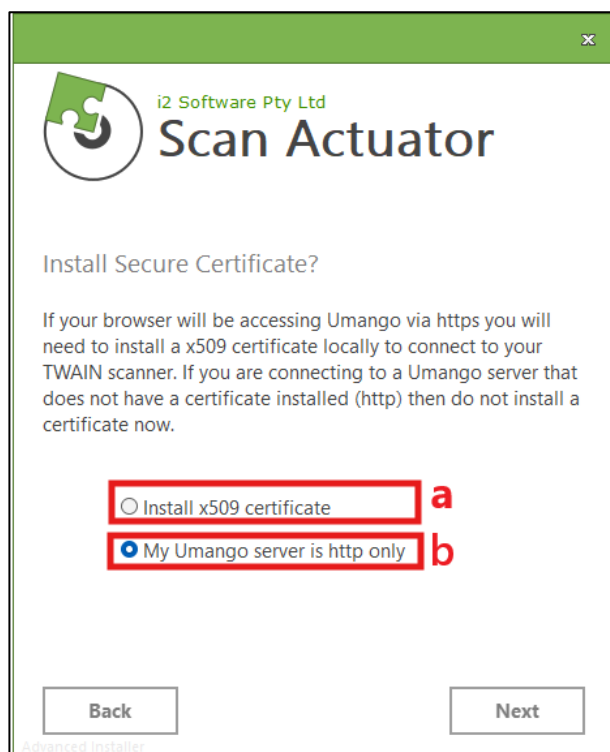 i2 Software Pty Ltd
Scan Actuator
Install Secure Certificate?
If your browser will be accessing Umango via https you will
need to install a x509 certificate locally to connect to your
TWAIN scanner. If you are connecting to a Umango server that
does not have a certificate installed (http) then do not install a
certificate now.
Install x509 certificate a
My Umango server is http only b
Back Next
Advanced Installer